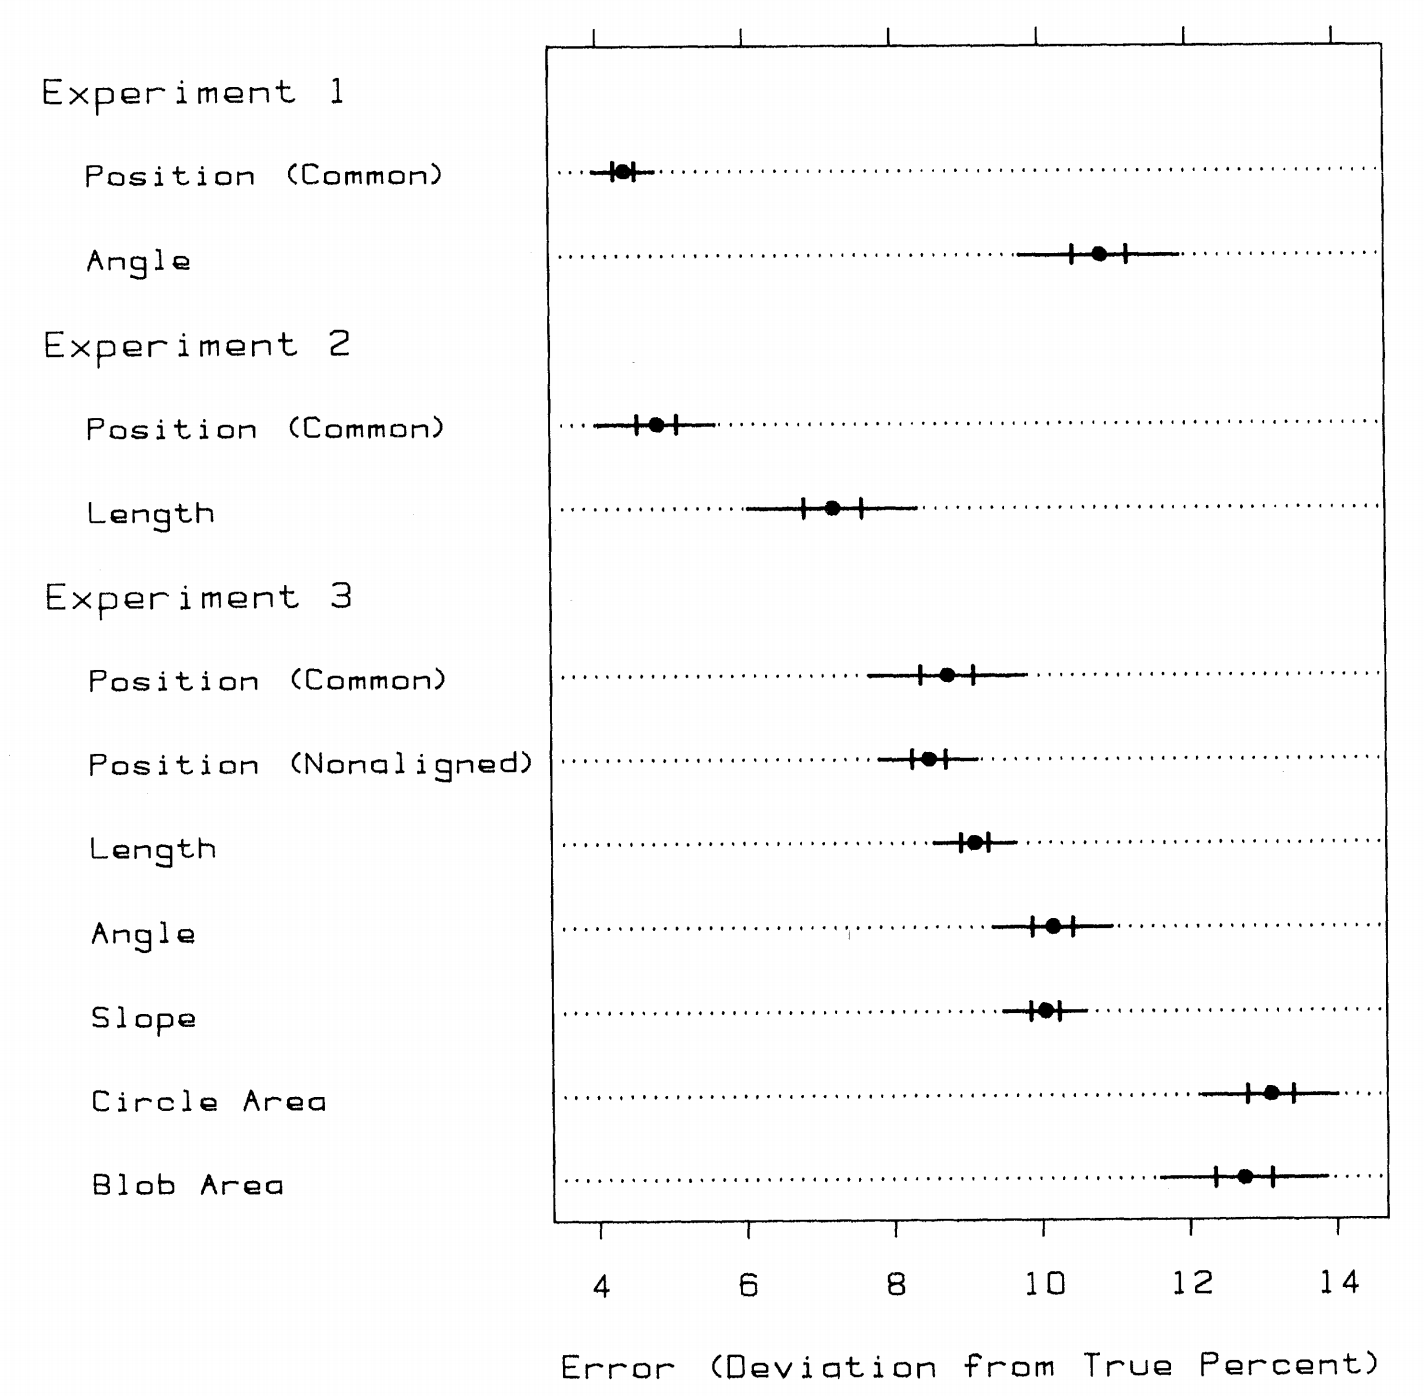 Experiment 1
Position (Common)
Angle
Experiment 2
Position (Common)
Length
Experiment 3
Position (Common)
Position (Nonaligned)
Length
Angle
Slope
Circle Area
Blob Area
4 6 8 10 12 14
Error (Deviation from True Percent)